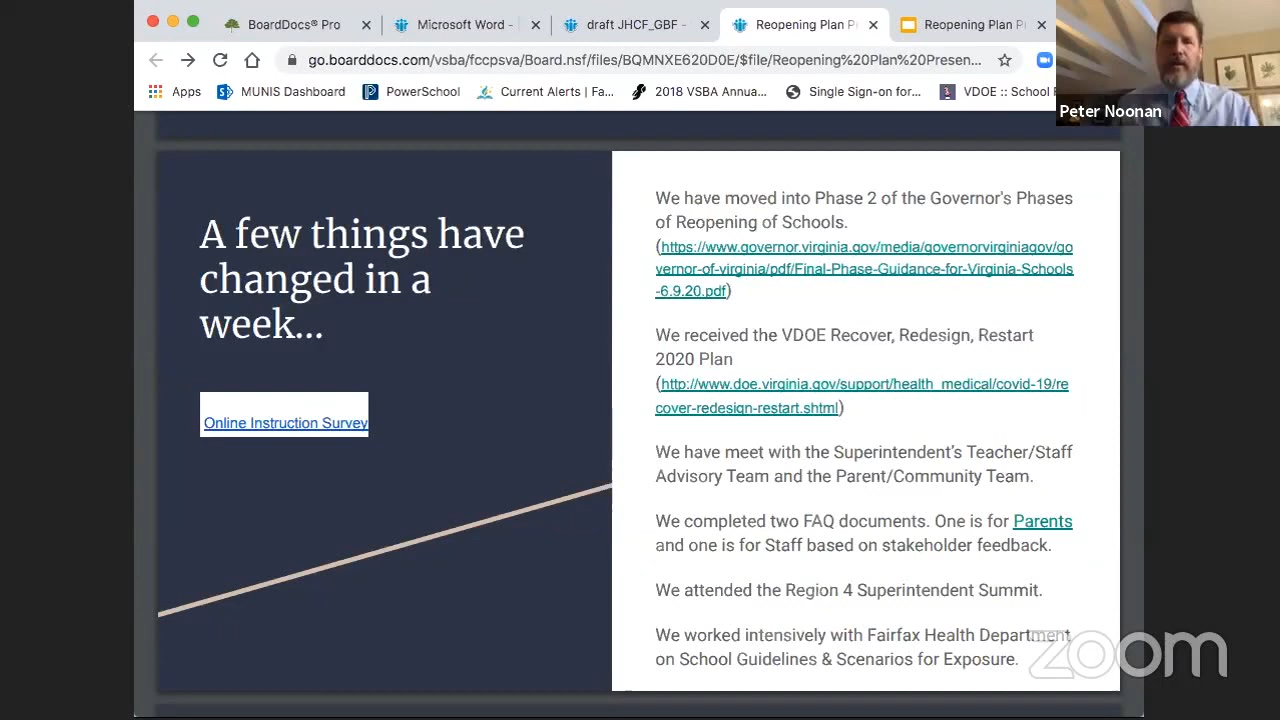 BoardDocs® Pro
Microsoft Word -
draft JHCF_GBF -
Reopening Plan P
Reopening Plan P
go.boarddocs.com/vsba/fccpsva/Board.nsf/files/BQMNXE620D0E/$file/Reopening%20Plan%20Presen...
Apps
MUNIS Dashboard
PowerSchool
Current Alerts | Fa...
2018 VSBA Annua...
Single Sign-on for...
VDOE :: School
Peter Noonan
A few things have
changed in a
week...
Online Instruction Survey
We have moved into Phase 2 of the Governor's Phases
of Reopening of Schools.
(https://www.governor.virginia.gov/media/governorvirginiagov/go
vernor-of-virginia/pdf/Final-Phase-Guidance-for-Virginia-Schools
-6.9.20.pdf)
We received the VDOE Recover, Redesign, Restart
2020 Plan
(http://www.doe.virginia.gov/support/health_medical/covid-19/re
cover-redesign-restart.shtml)
We have meet with the Superintendent's Teacher/Staff
Advisory Team and the Parent/Community Team.
We completed two FAQ documents. One is for Parents
and one is for Staff based on stakeholder feedback.
We attended the Region 4 Superintendent Summit.
We worked intensively with Fairfax Health Department
on School Guidelines & Scenarios for Exposure.
zoom